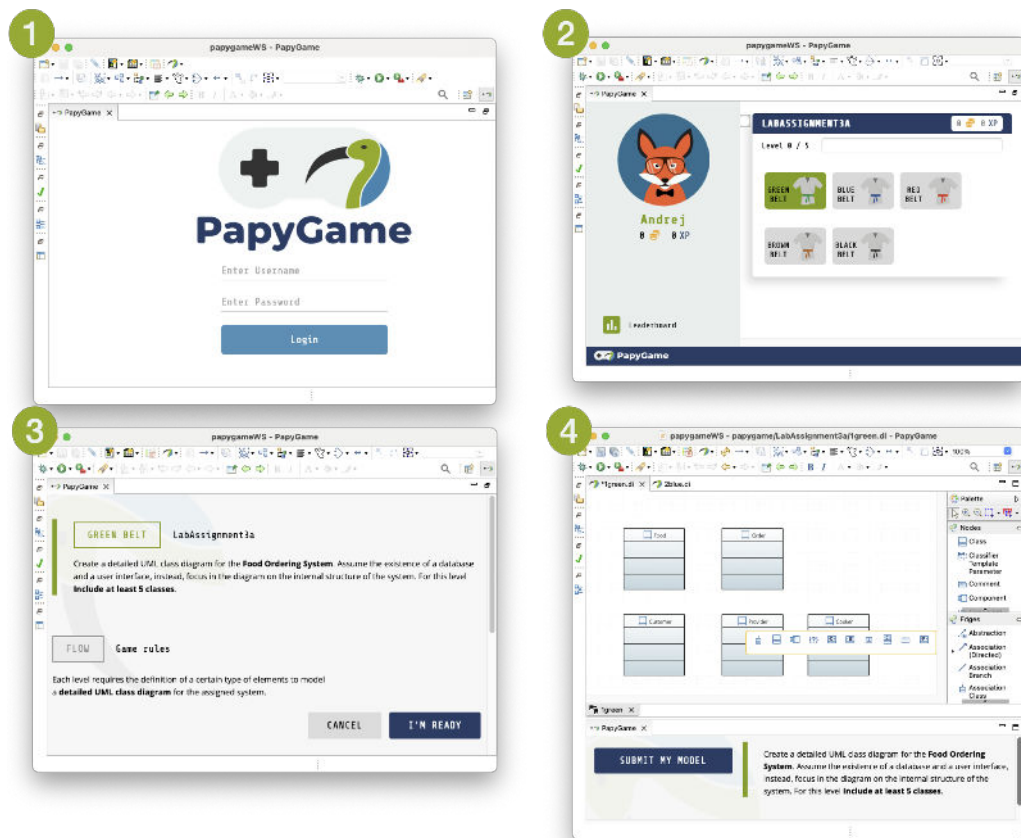 1
papygameWS - PapyGame
PapyGame
PapyGame
Enter Username
Enter Password
Login
2
papygameWS - PapyGame
PapyGame
LABASSIGNMENT3A
0 0 XP
Level 0 / 5
GREEN
BELT
BLUE
BELT
RED
BELT
BROWN
BELT
BLACK
BELT
Andrej
0 0 XP
Leaderboard
PapyGame
3
papygameWS - PapyGame
PapyGame
GREEN BELT LabAssignment3a
Create a detailed UML class diagram for the Food Ordering System. Assume the existence of a database
and a user interface, instead, focus in the diagram on the internal structure of the system. For this level
Include at least 5 classes.
FLOW Game rules
Each level requires the definition of a certain type of elements to model
a detailed UML class diagram for the assigned system.
CANCEL I'M READY
4
papygameWS - papygame/LabAssignment3a/1green.di - PapyGame
100%
*1green.di 2blue.di
Food Order
Customer Provider Cooker
Palette
Nodes
Class
Classifier
Template
Parameter
Comment
Component
Edges
Abstraction
Association
(Directed)
Association
Branch
Association
Class
1green
PapyGame
SUBMIT MY MODEL
Create a detailed UML class diagram for the Food Ordering
System. Assume the existence of a database and a user interface,
instead, focus in the diagram on the internal structure of the
system. For this level Include at least 5 classes.